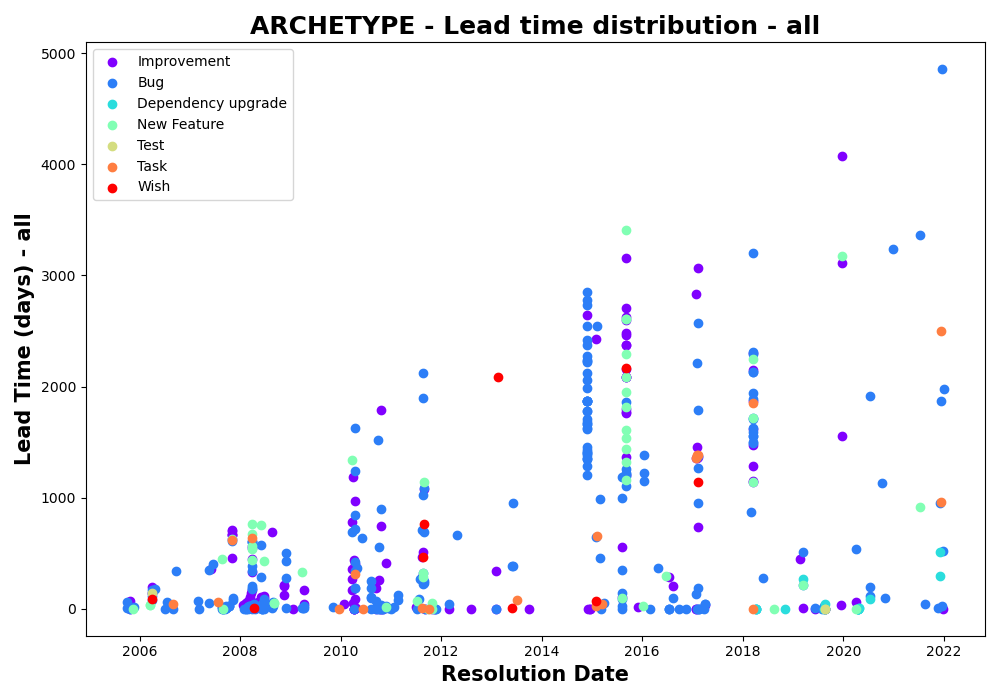 ARCHETYPE - Lead time distribution - all
5000
4000
3000
2000
1000
0
Lead Time (days) - all
Improvement
Bug
Dependency upgrade
New Feature
Test
Task
Wish
2006 2008 2010 2012 2014 2016 2018 2020 2022
Resolution Date